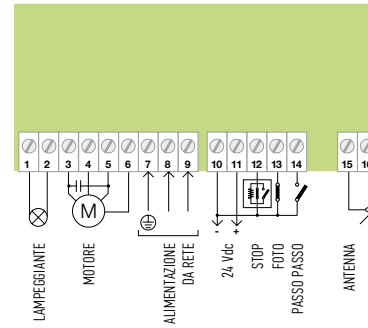 1 2 3 4 5 6 7 8 9 10 11 12 13 14 15 16
M
- +
LAMPEGGIANTE
MOTORE
ALIMENTAZIONE
DA RETE
24 Vdc
STOP
FOTO
PASSO PASSO
ANTENNA